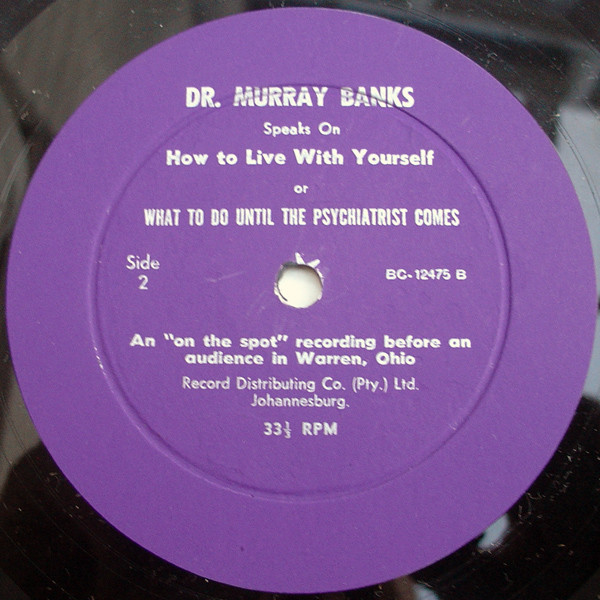 DR. MURRAY BANKS
Speaks On
How to Live With Yourself
or
WHAT TO DO UNTIL THE PSYCHIATRIST COMES
Side
2
BC-12475 B
An "on the spot" recording before an
audience in Warren, Ohio
Record Distributing Co. (Pty.) Ltd.
Johannesburg.
33⅓ RPM